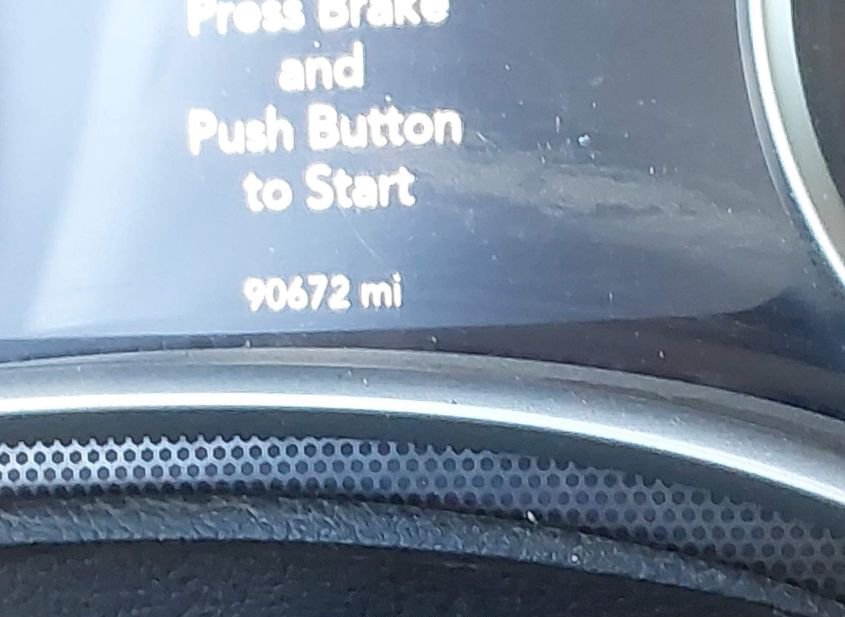 Press Brake
and
Push Button
to Start
90672 mi